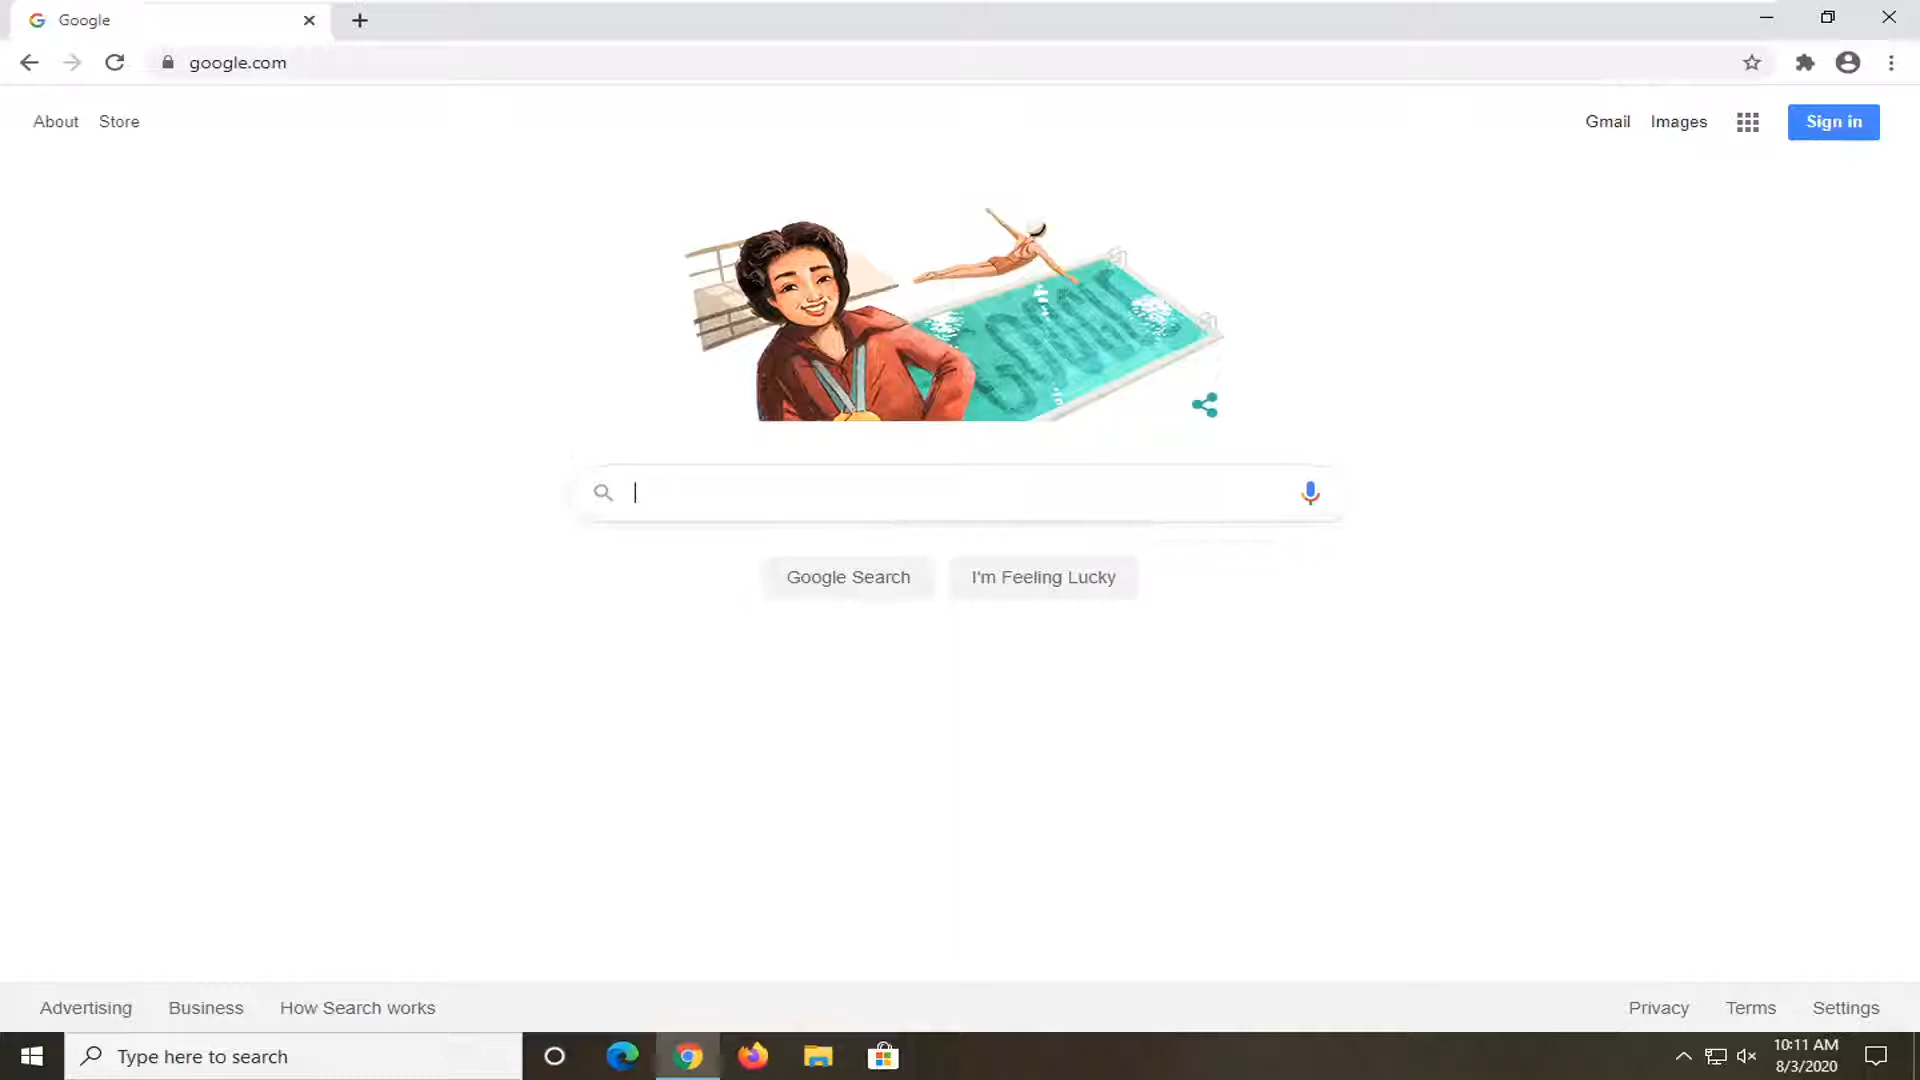 Google
google.com
About Store
Gmail Images Sign in
Google Search I'm Feeling Lucky
Advertising Business How Search works
Privacy Terms Settings
Type here to search
10:11 AM
8/3/2020